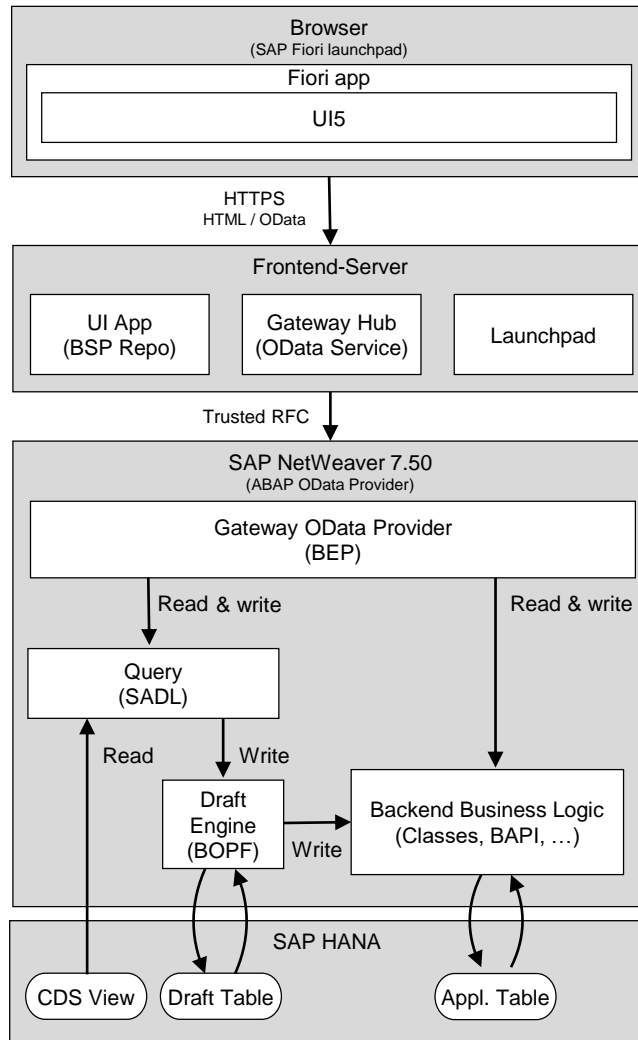 Browser
(SAP Fiori launchpad)
Fiori app
UI5
HTTPS
HTML / OData
Frontend-Server
UI App
(BSP Repo)
Gateway Hub
(OData Service)
Launchpad
Trusted RFC
SAP NetWeaver 7.50
(ABAP OData Provider)
Gateway OData Provider
(BEP)
Read & write
Read & write
Query
(SADL)
Read
Write
Draft
Engine
(BOPF)
Write
Backend Business Logic
(Classes, BAPI, …)
SAP HANA
CDS View
Draft Table
Appl. Table